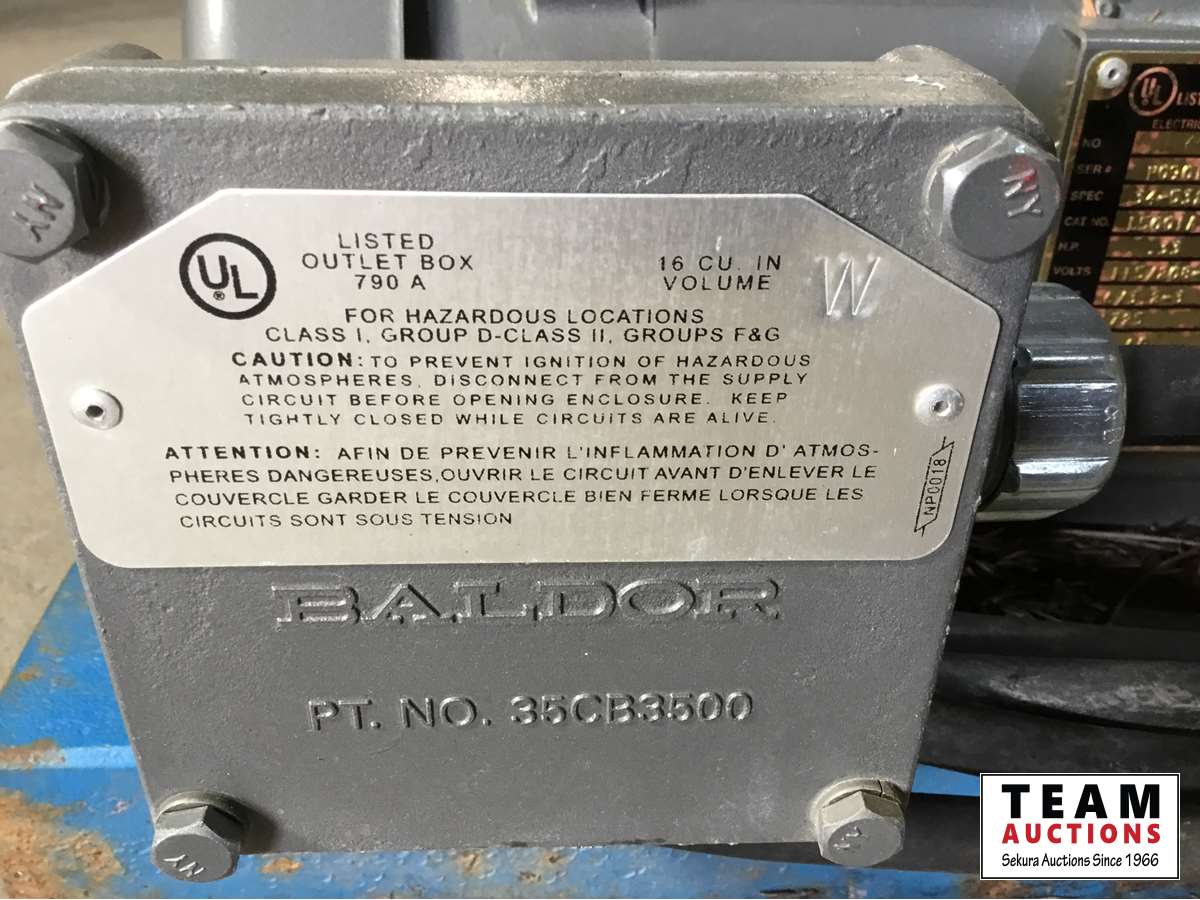 UL
®
LISTED
OUTLET BOX
790 A
16 CU. IN
VOLUME
W
FOR HAZARDOUS LOCATIONS
CLASS I, GROUP D-CLASS II, GROUPS F&G
CAUTION: TO PREVENT IGNITION OF HAZARDOUS
ATMOSPHERES, DISCONNECT FROM THE SUPPLY
CIRCUIT BEFORE OPENING ENCLOSURE. KEEP
TIGHTLY CLOSED WHILE CIRCUITS ARE ALIVE.
ATTENTION: AFIN DE PREVENIR L'INFLAMMATION D' ATMOS-
PHERES DANGEREUSES,OUVRIR LE CIRCUIT AVANT D'ENLEVER LE
COUVERCLE GARDER LE COUVERCLE BIEN FERME LORSQUE LES
CIRCUITS SONT SOUS TENSION
NP0018
BALDOR
PT. NO. 35CB3500
NY
NY
NY
UL
NO
SER #
SPEC
CAT NO.
H.P.
VOLTS
TEAM
AUCTIONS
Sekura Auctions Since 1966